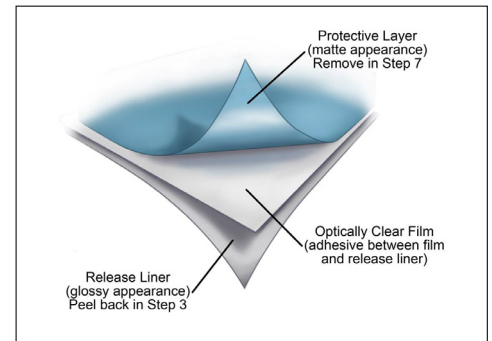 Protective Layer
(matte appearance)
Remove in Step 7
Optically Clear Film
(adhesive between film
and release liner)
Release Liner
(glossy appearance)
Peel back in Step 3